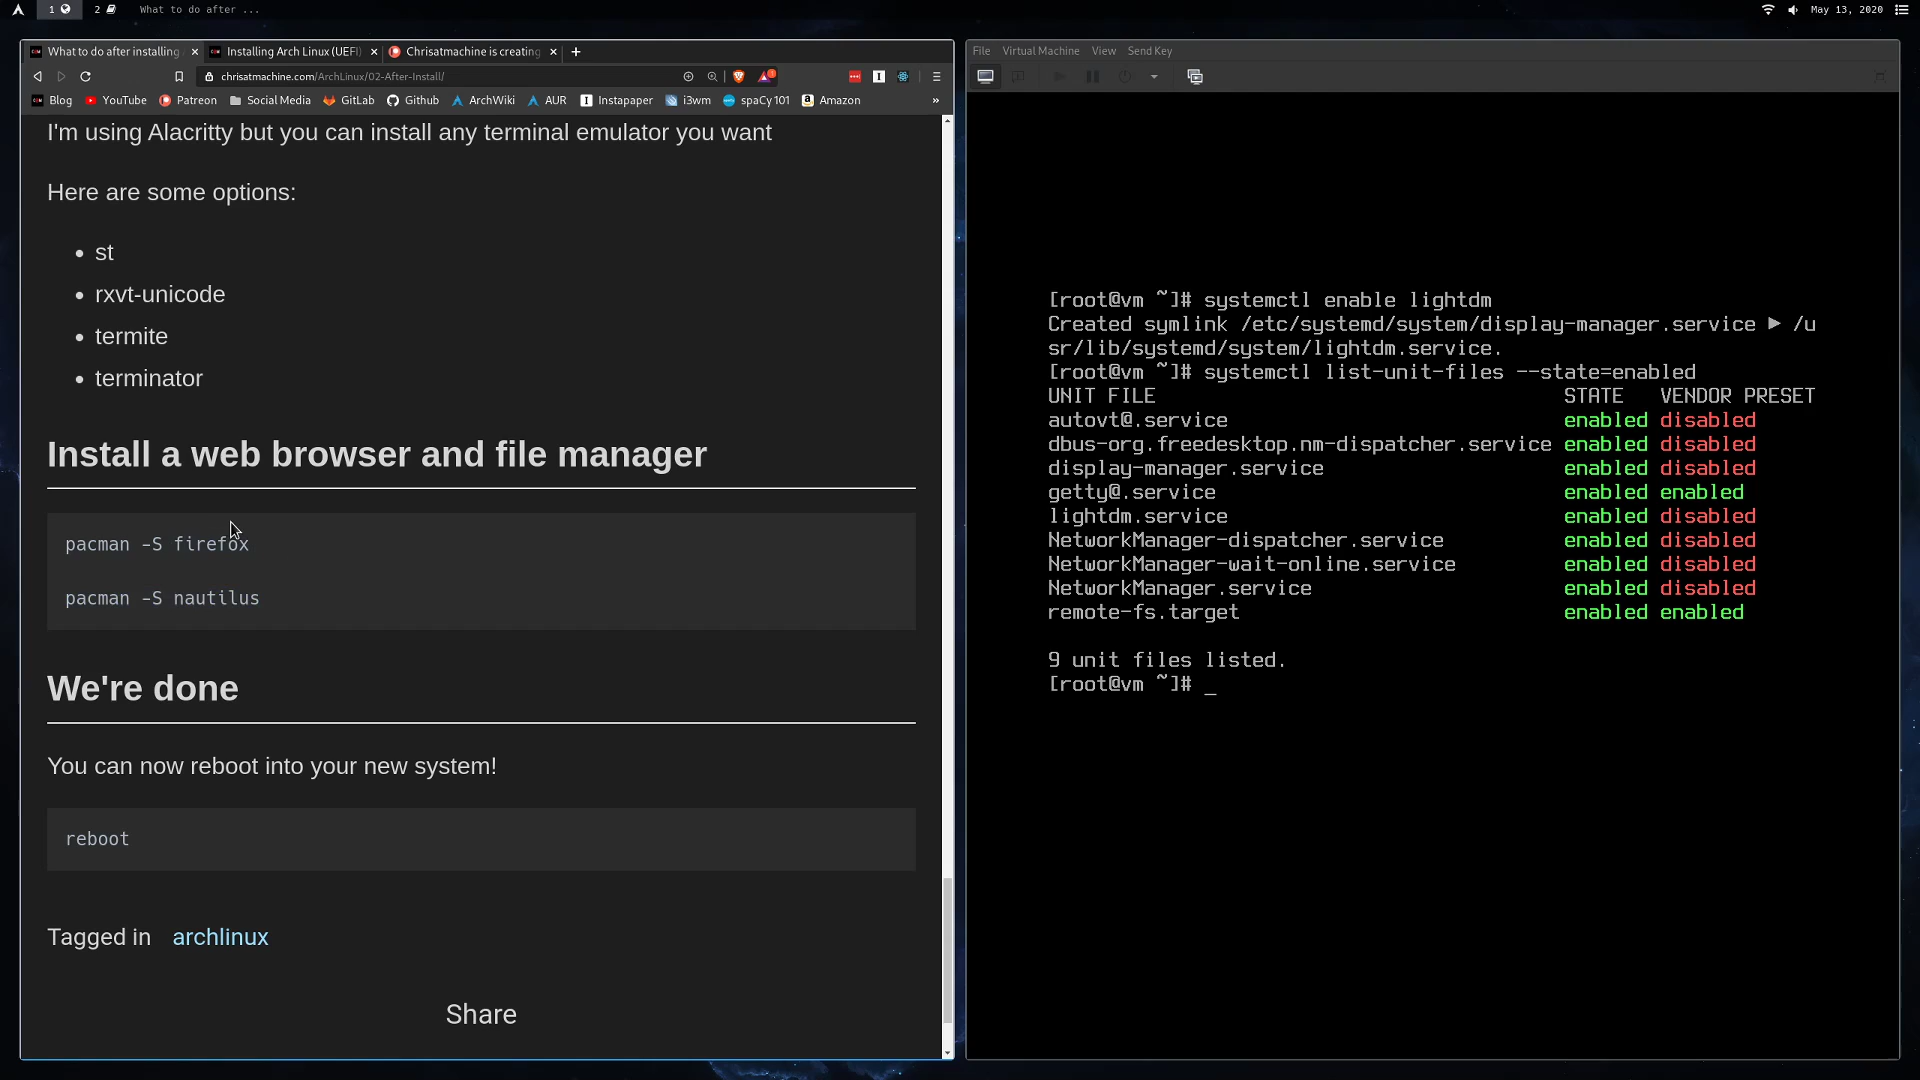 1
2
What to do after ...
May 13, 2020
What to do after installing
Installing Arch Linux (UEFI)
Chrisatmachine is creating
chrisatmachine.com/ArchLinux/02-After-Install/
Blog
YouTube
Patreon
Social Media
GitLab
Github
ArchWiki
AUR
Instapaper
i3wm
spaCy 101
Amazon
»
I'm using Alacritty but you can install any terminal emulator you want
Here are some options:
• st
• rxvt-unicode
• termite
• terminator
Install a web browser and file manager
pacman -S firefox
pacman -S nautilus
We're done
You can now reboot into your new system!
reboot
Tagged in archlinux
Share
File Virtual Machine View Send Key
[root@vm ~]# systemctl enable lightdm
Created symlink /etc/systemd/system/display-manager.service ► /u
sr/lib/systemd/system/lightdm.service.
[root@vm ~]# systemctl list-unit-files --state=enabled
UNIT FILE STATE VENDOR PRESET
autovt@.service enabled disabled
dbus-org.freedesktop.nm-dispatcher.service enabled disabled
display-manager.service enabled disabled
getty@.service enabled enabled
lightdm.service enabled disabled
NetworkManager-dispatcher.service enabled disabled
NetworkManager-wait-online.service enabled disabled
NetworkManager.service enabled disabled
remote-fs.target enabled enabled
9 unit files listed.
[root@vm ~]# _